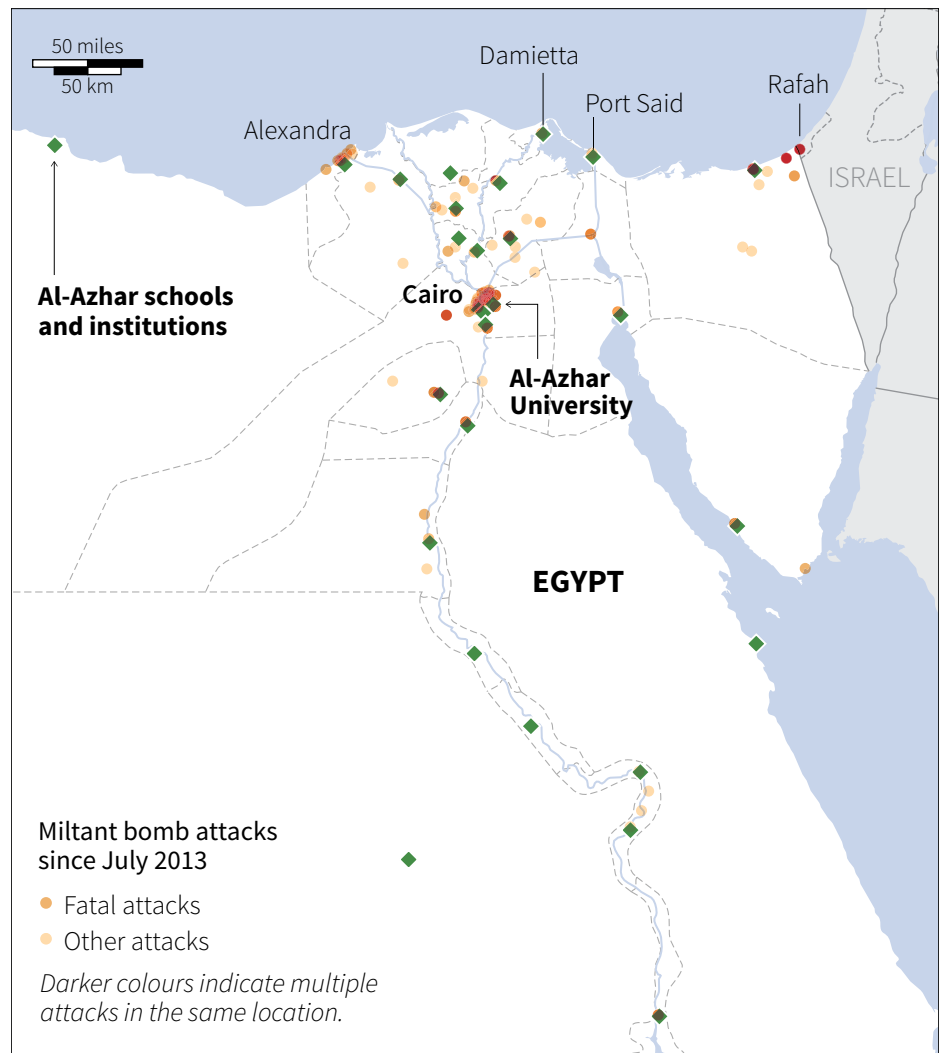 50 miles
50 km
Damietta
Port Said
Rafah
Alexandra
ISRAEL
Cairo
Al-Azhar schools
and institutions
Al-Azhar
University
EGYPT
Miltant bomb attacks
since July 2013
Fatal attacks
Other attacks
Darker colours indicate multiple
attacks in the same location.